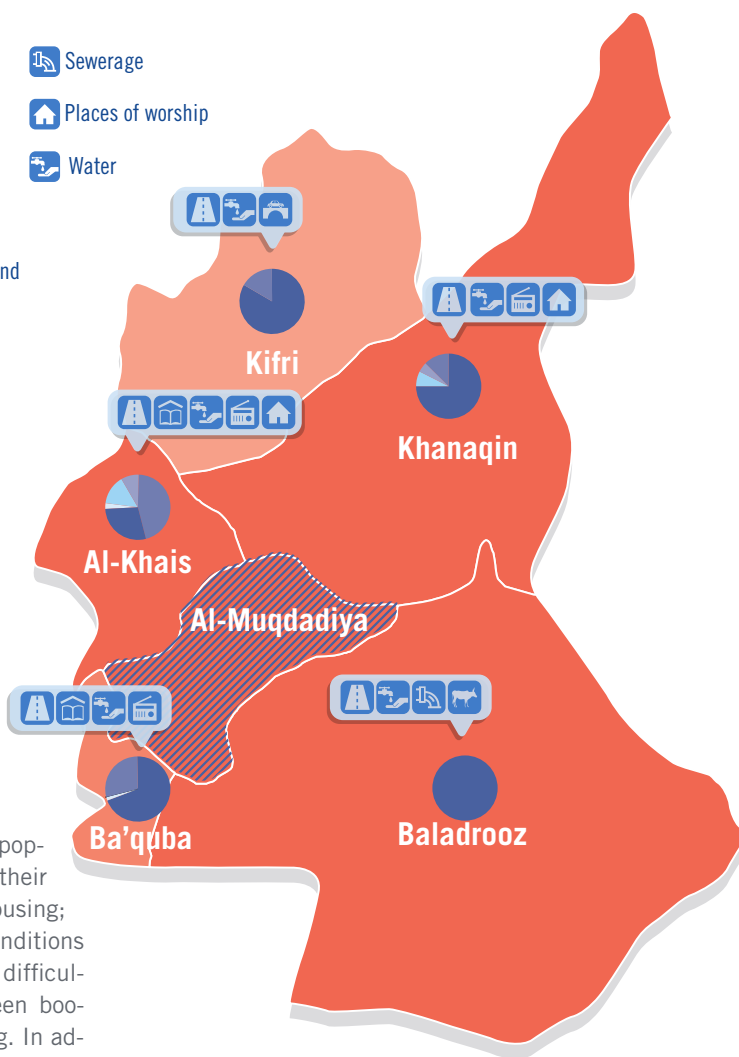 Sewerage
Places of worship
Water
nd
Kifri
Khanaqin
Al-Khais
Al-Muqdadiya
Ba'quba
Baladrooz
pop-
their
ousing;
nditions
difficul-
een boo-
g. In ad-